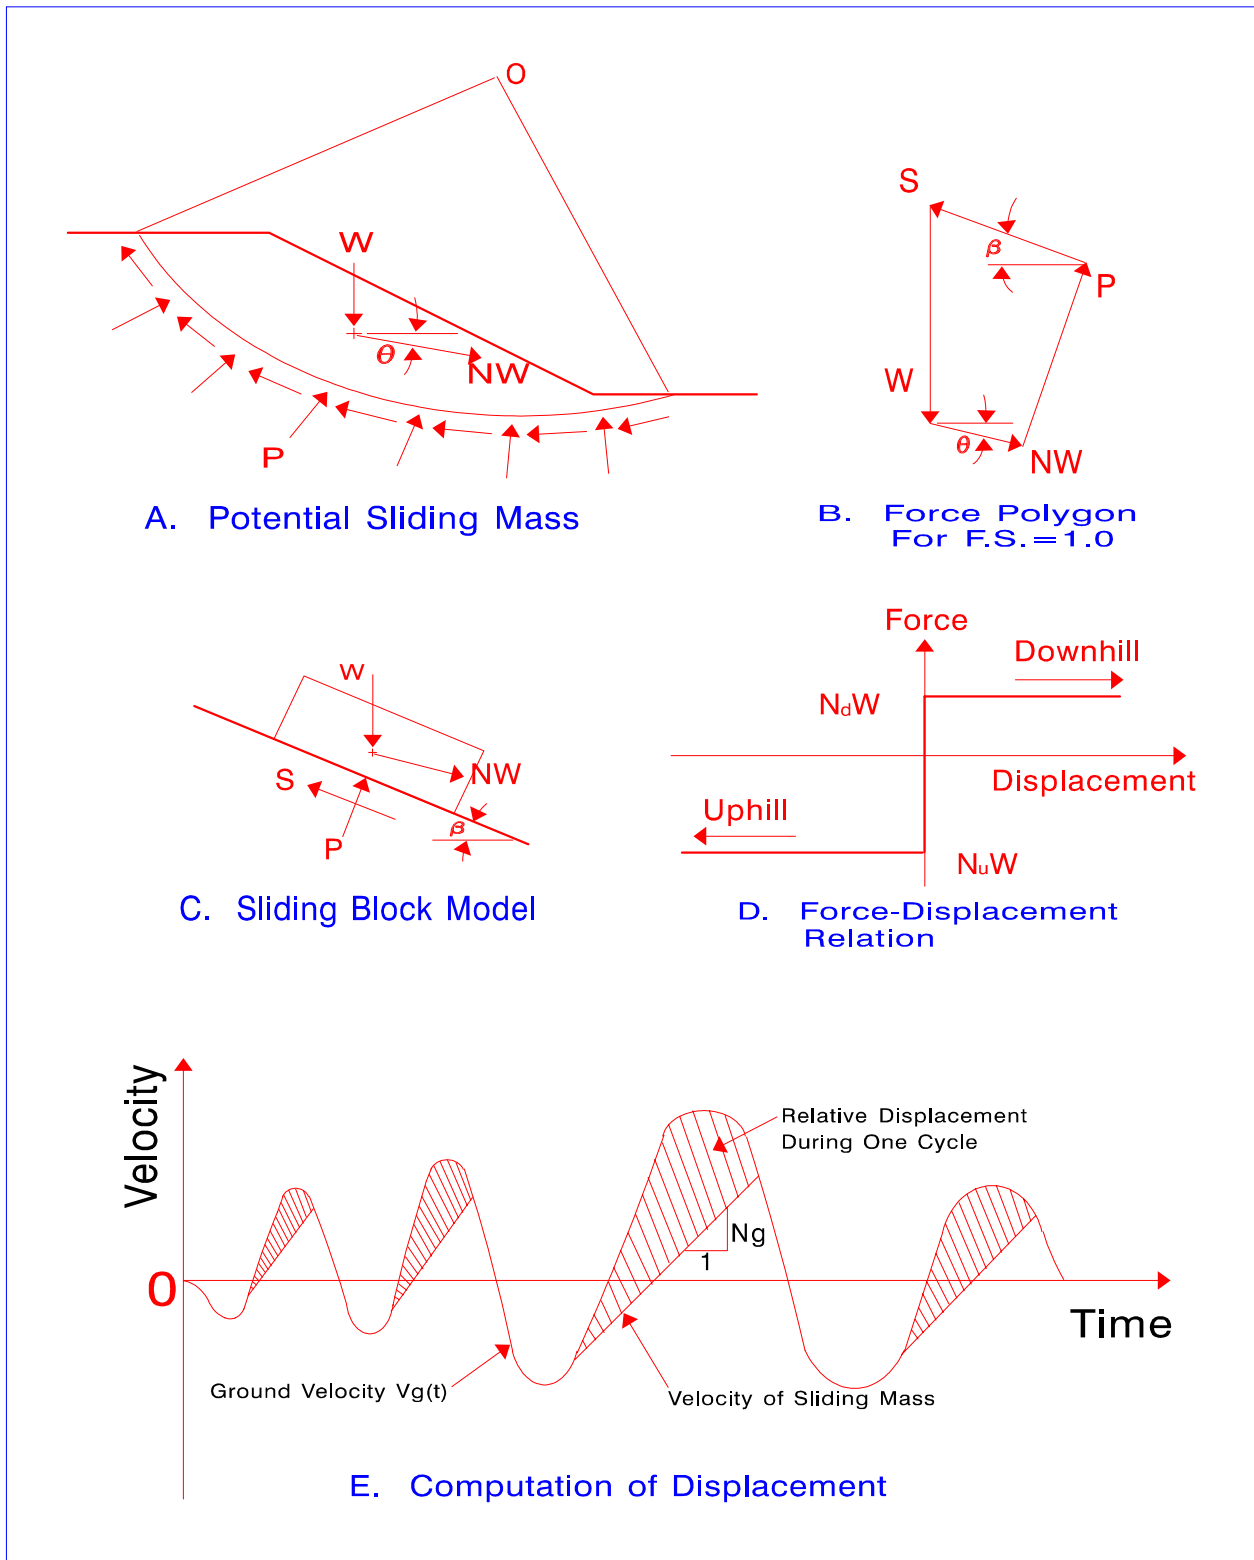 O
W
θ
NW
P
A. Potential Sliding Mass
S
β
P
W
θ
NW
B. Force Polygon
For F.S.=1.0
W
NW
S
P
β
C. Sliding Block Model
Force
Downhill
NdW
Displacement
Uphill
NuW
D. Force-Displacement
Relation
Velocity
Relative Displacement
During One Cycle
Ng
1
0
Time
Ground Velocity Vg(t)
Velocity of Sliding Mass
E. Computation of Displacement